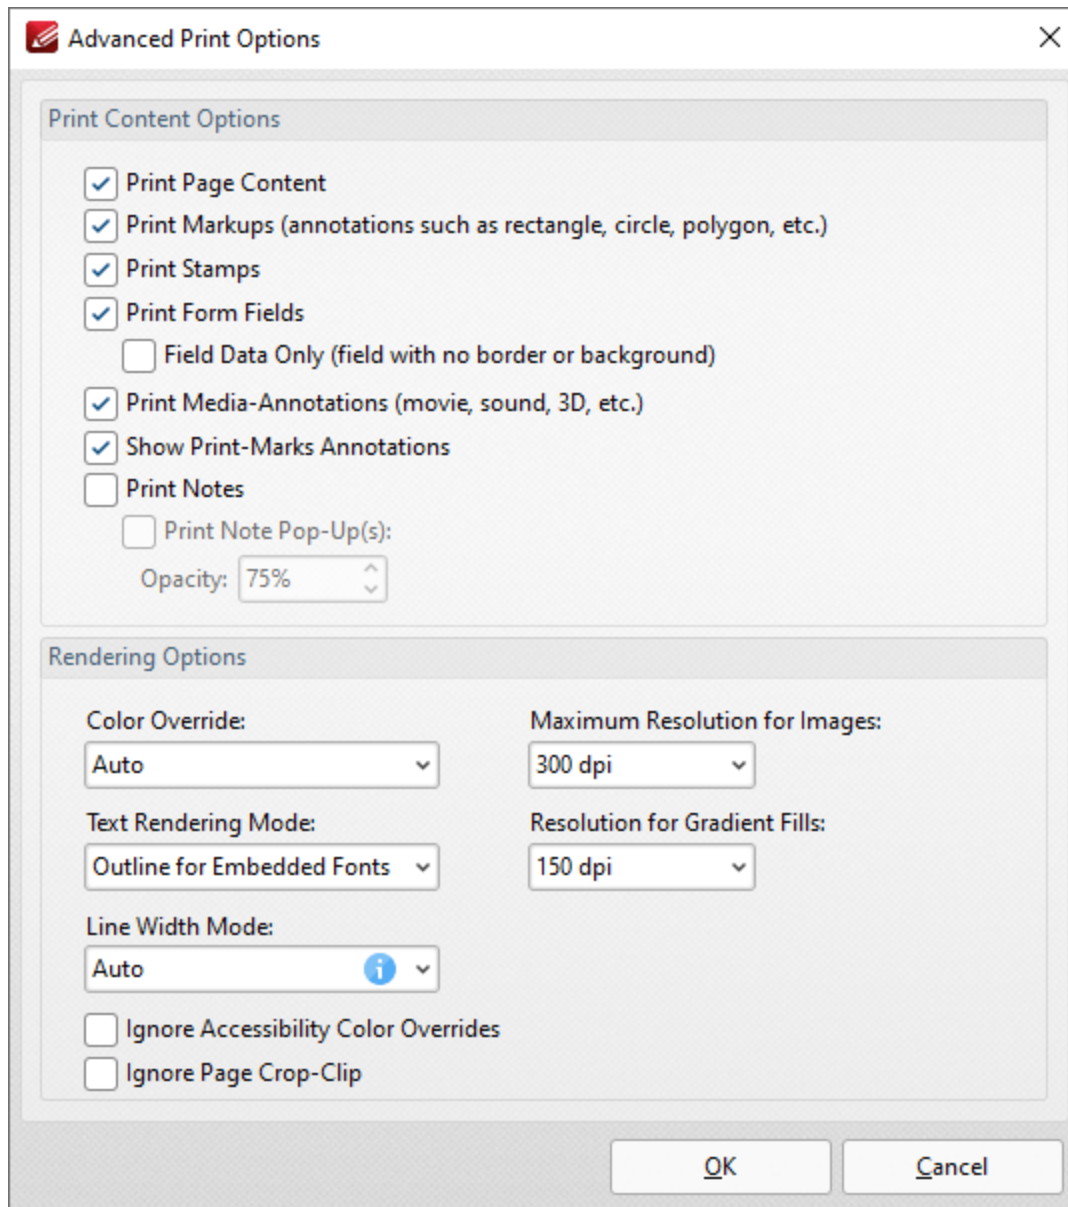 Advanced Print Options
Print Content Options
Print Page Content
Print Markups (annotations such as rectangle, circle, polygon, etc.)
Print Stamps
Print Form Fields
Field Data Only (field with no border or background)
Print Media-Annotations (movie, sound, 3D, etc.)
Show Print-Marks Annotations
Print Notes
Print Note Pop-Up(s):
Opacity: 75%
Rendering Options
Color Override:
Auto
Maximum Resolution for Images:
300 dpi
Text Rendering Mode:
Outline for Embedded Fonts
Resolution for Gradient Fills:
150 dpi
Line Width Mode:
Auto
Ignore Accessibility Color Overrides
Ignore Page Crop-Clip
OK
Cancel